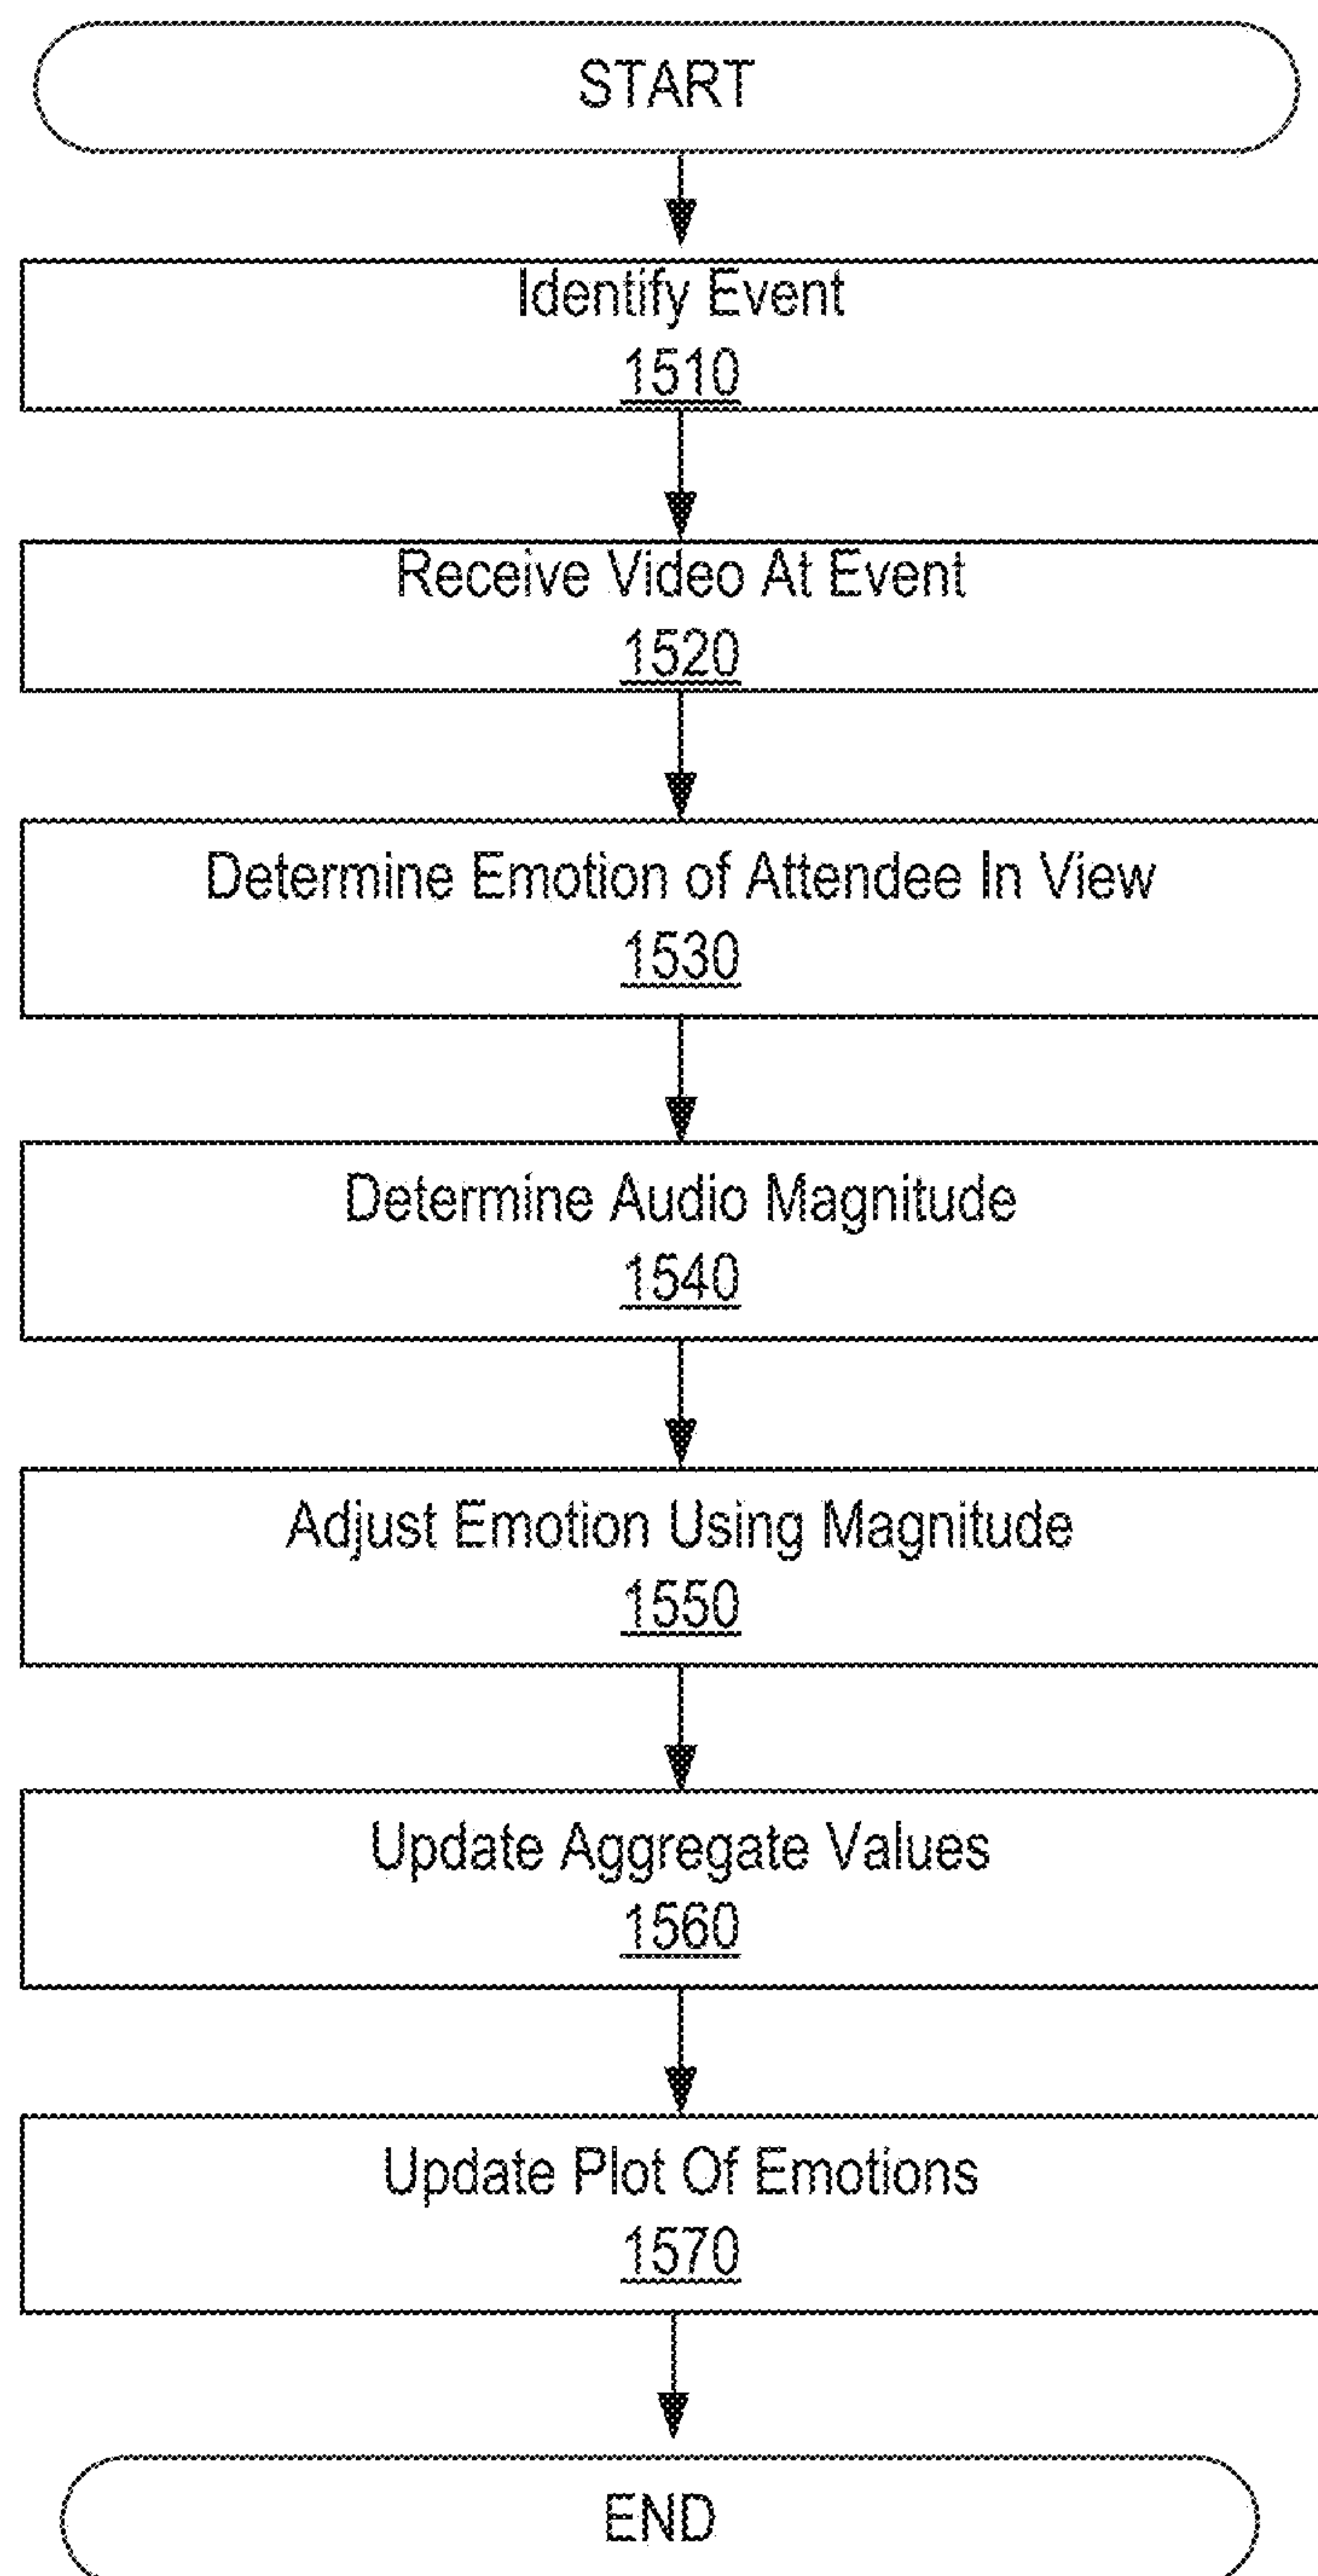 START
Identify Event
1510
Receive Video At Event
1520
Determine Emotion of Attendee In View
1530
Determine Audio Magnitude
1540
Adjust Emotion Using Magnitude
1550
Update Aggregate Values
1560
Update Plot Of Emotions
1570
END